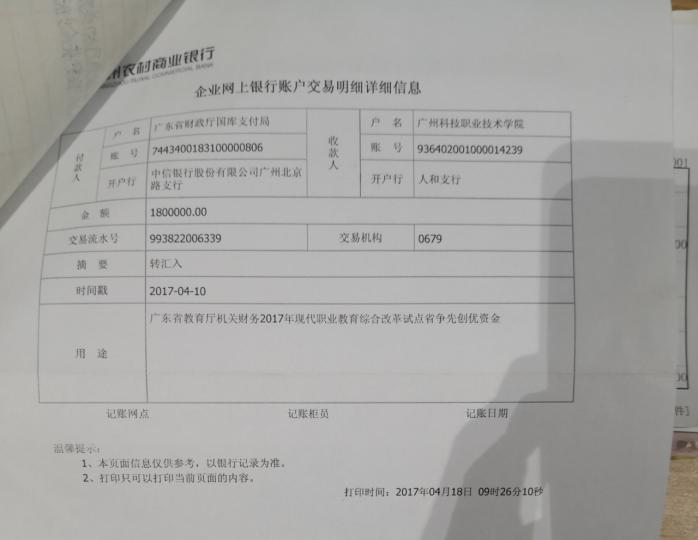 州农村商业银行
RURAL COMMERCIAL BANK
企业网上银行账户交易明细详细信息
付款人
户 名 广东省财政厅国库支付局
收款人
户 名 广州科技职业技术学院
账 号 7443400183100000806
账 号 936402001000014239
开户行 中信银行股份有限公司广州北京路支行
开户行 人和支行
金 额 1800000.00
交易流水号 993822006339 交易机构 0679
摘 要 转汇入
时间戳 2017-04-10
用 途 广东省教育厅机关财务2017年现代职业教育综合改革试点省争先创优资金
记账网点 记账柜员 记账日期
温馨提示:
1、本页面信息仅供参考，以银行记录为准。
2、打印只可以打印当前页面的内容。
打印时间：2017年04月18日 09时26分10秒
001
00
00
件]